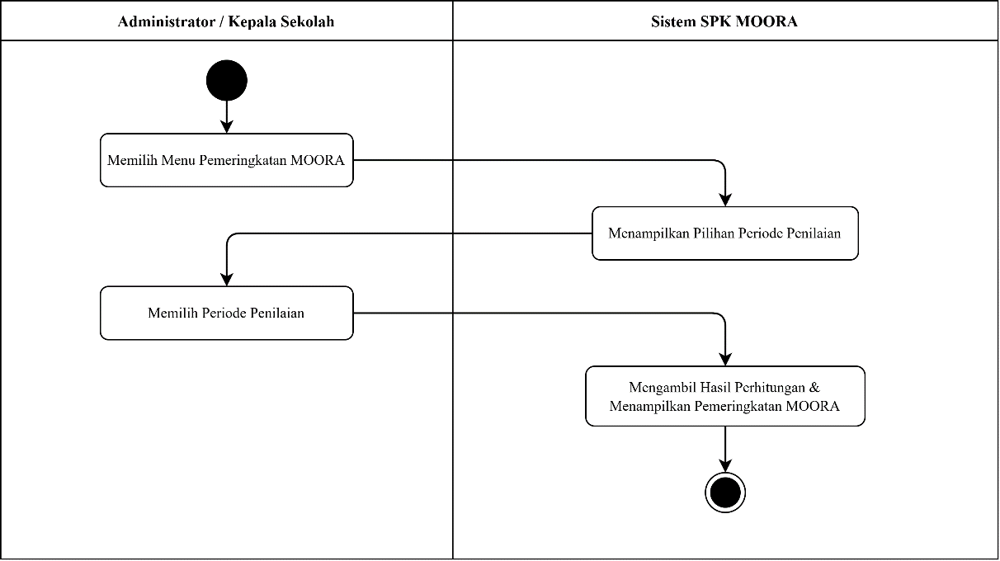 Administrator / Kepala Sekolah
Sistem SPK MOORA
Memilih Menu Pemeringkatan MOORA
Menampilkan Pilihan Periode Penilaian
Memilih Periode Penilaian
Mengambil Hasil Perhitungan &
Menampilkan Pemeringkatan MOORA